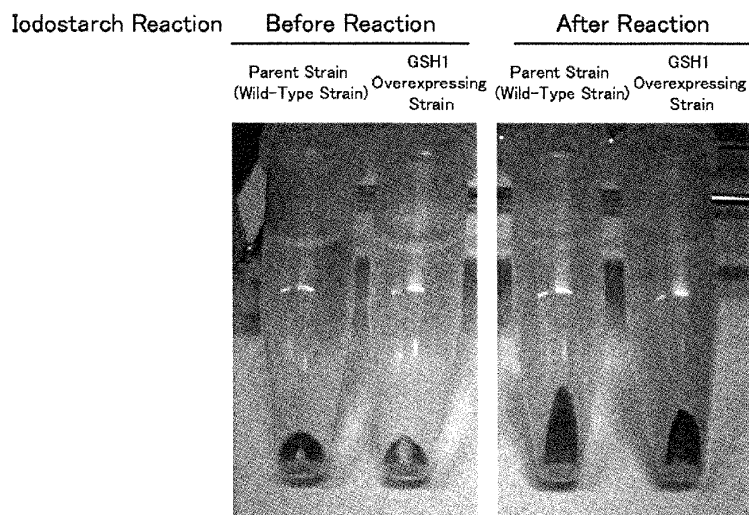 Iodostarch Reaction
Before Reaction
After Reaction
Parent Strain
(Wild-Type Strain)
GSH1
Overexpressing
Strain
Parent Strain
(Wild-Type Strain)
GSH1
Overexpressing
Strain